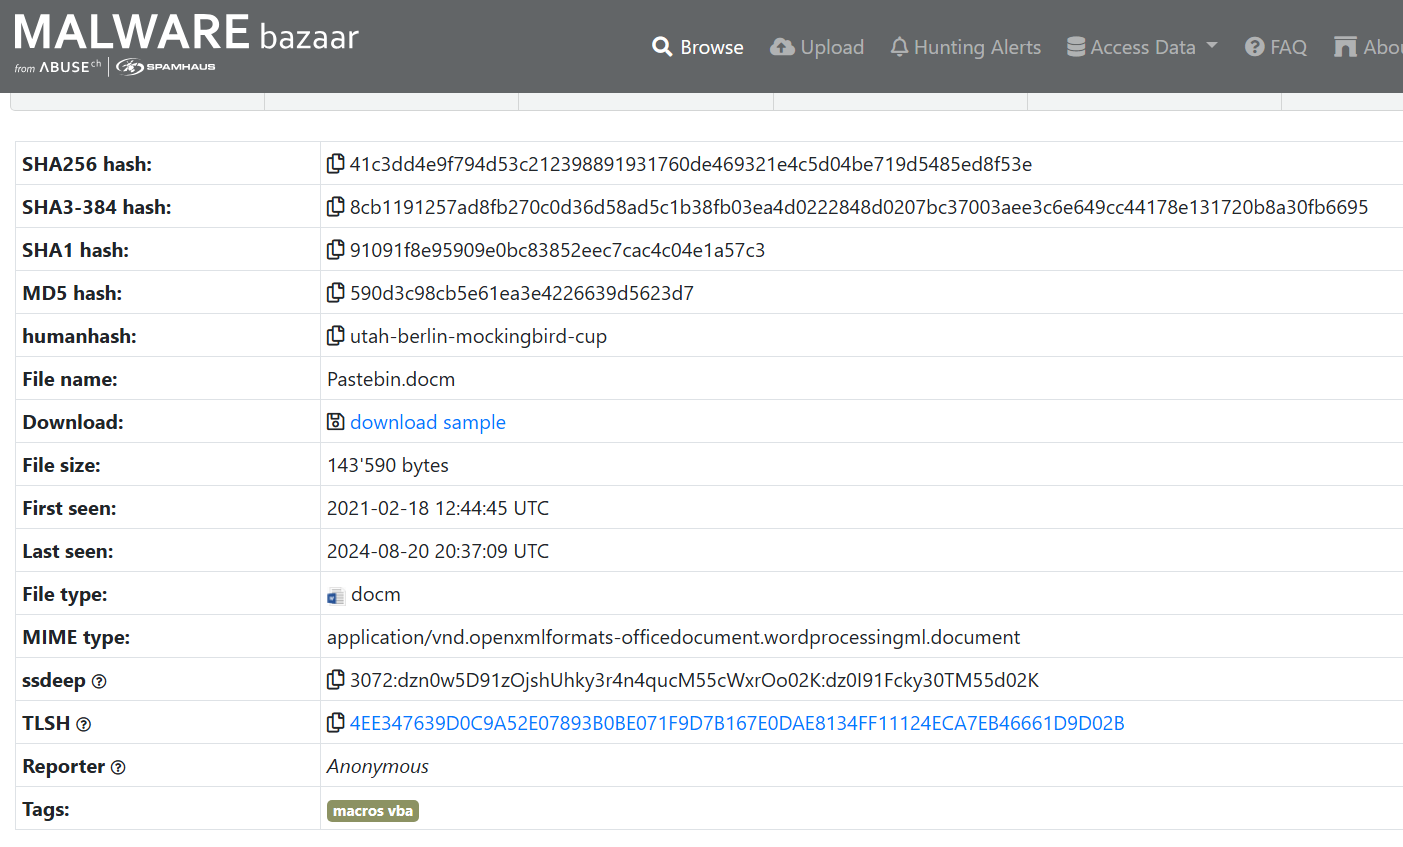 MALWARE bazaar
from ABUSE ch | SPAMHAUS
Browse Upload Hunting Alerts Access Data FAQ Abou
SHA256 hash: 41c3dd4e9f794d53c212398891931760de469321e4c5d04be719d5485ed8f53e
SHA3-384 hash: 8cb1191257ad8fb270c0d36d58ad5c1b38fb03ea4d0222848d0207bc37003aee3c6e649cc44178e131720b8a30fb6695
SHA1 hash: 91091f8e95909e0bc83852eec7cac4c04e1a57c3
MD5 hash: 590d3c98cb5e61ea3e4226639d5623d7
humanhash: utah-berlin-mockingbird-cup
File name: Pastebin.docm
Download: download sample
File size: 143'590 bytes
First seen: 2021-02-18 12:44:45 UTC
Last seen: 2024-08-20 20:37:09 UTC
File type: docm
MIME type: application/vnd.openxmlformats-officedocument.wordprocessingml.document
ssdeep 3072:dzn0w5D91zOjshUhky3r4n4qucM55cWxrOo02K:dz0I91Fcky30TM55d02K
TLSH 4EE347639D0C9A52E07893B0BE071F9D7B167E0DAE8134FF11124ECA7EB46661D9D02B
Reporter Anonymous
Tags: macros vba